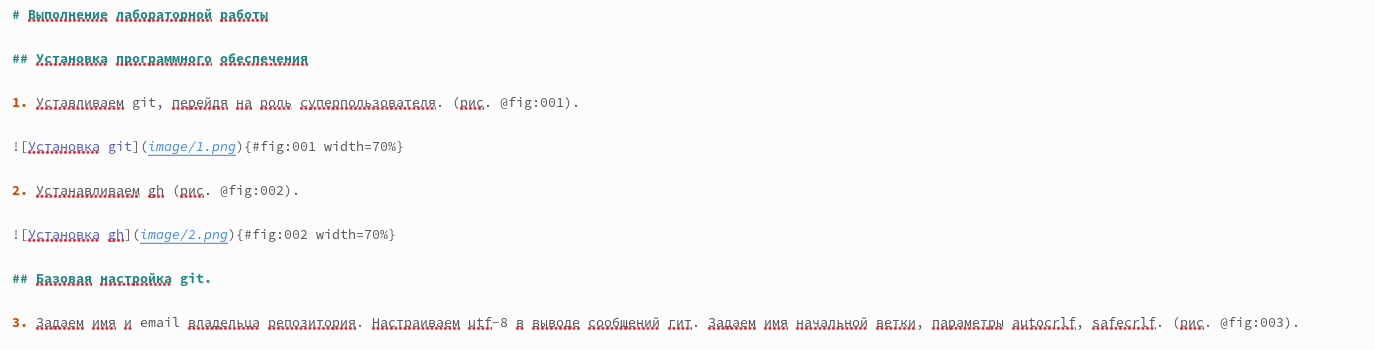 # Выполнение лабораторной работы
## Установка программного обеспечения
1. Уставливаем git, перейдя на роль суперпользователя. (рис. @fig:001).
![Установка git](image/1.png){#fig:001 width=70%}
2. Устанавливаем gh (рис. @fig:002).
![Установка gh](image/2.png){#fig:002 width=70%}
## Базовая настройка git.
3. Задаем имя и email владельца репозитория. Настраиваем utf-8 в выводе сообщений гит. Задаем имя начальной ветки, параметры autocrlf, safecrlf. (рис. @fig:003).